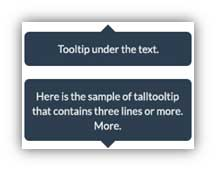 Tooltip under the text.
Here is the sample of talltooltip
that contains three lines or more.
More.